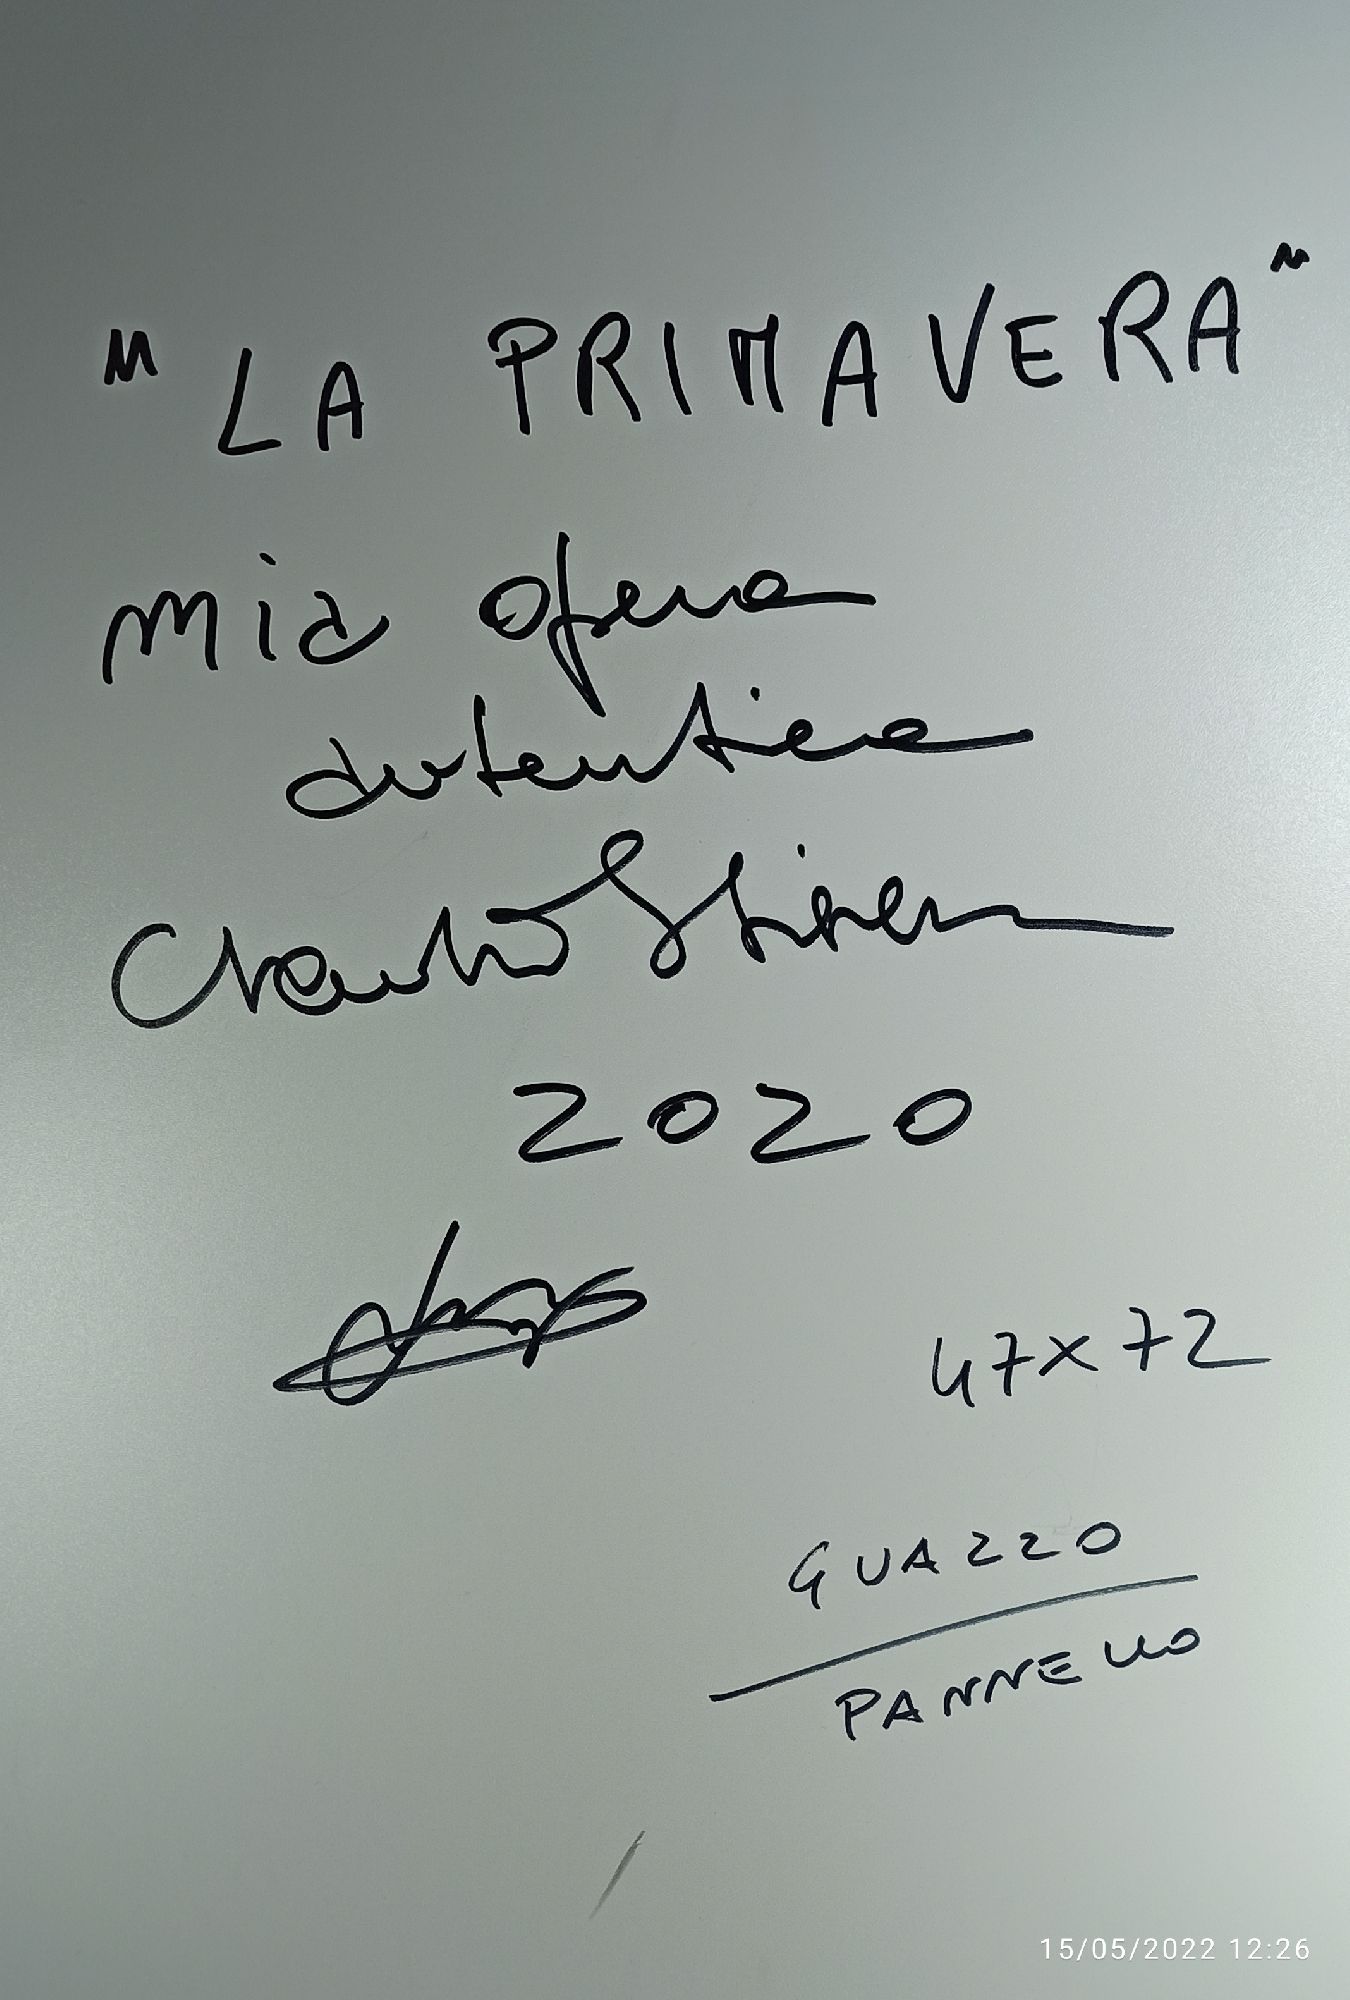 "LA PRIMAVERA"
mia opera
autentica
2020
47x72
GUAZZO
PANNELLO
15/05/2022 12:26